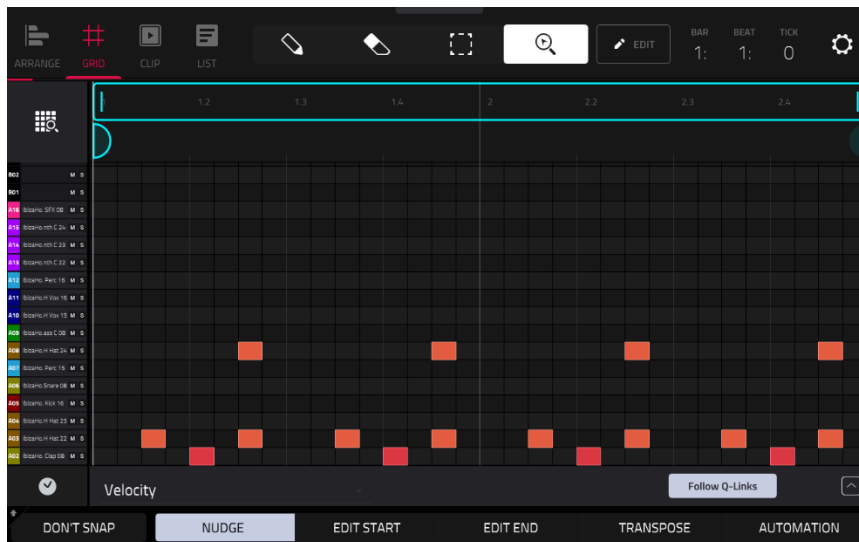 ARRANGE GRID CLIP LIST EDIT BAR BEAT TICK
1: 1: 0
1 1.2 1.3 1.4 2 2.2 2.3 2.4
B02 M S
B01 M S
A16 IbizaHo. SFX 08 M S
A15 IbizaHo.nth C 24 M S
A14 IbizaHo.nth C 23 M S
A13 IbizaHo.nth C 22 M S
A12 IbizaHo. Perc 16 M S
A11 IbizaHo.H Vox 16 M S
A10 IbizaHo.H Vox 15 M S
A09 IbizaHo.ass C 08 M S
A08 IbizaHo.H Hat 24 M S
A07 IbizaHo. Perc 15 M S
A06 IbizaHo.Snare 08 M S
A05 IbizaHo. Kick 16 M S
A04 IbizaHo.H Hat 23 M S
A03 IbizaHo.H Hat 22 M S
A02 IbizaHo. Clap 08 M S
Velocity Follow Q-Links
DON'T SNAP NUDGE EDIT START EDIT END TRANSPOSE AUTOMATION